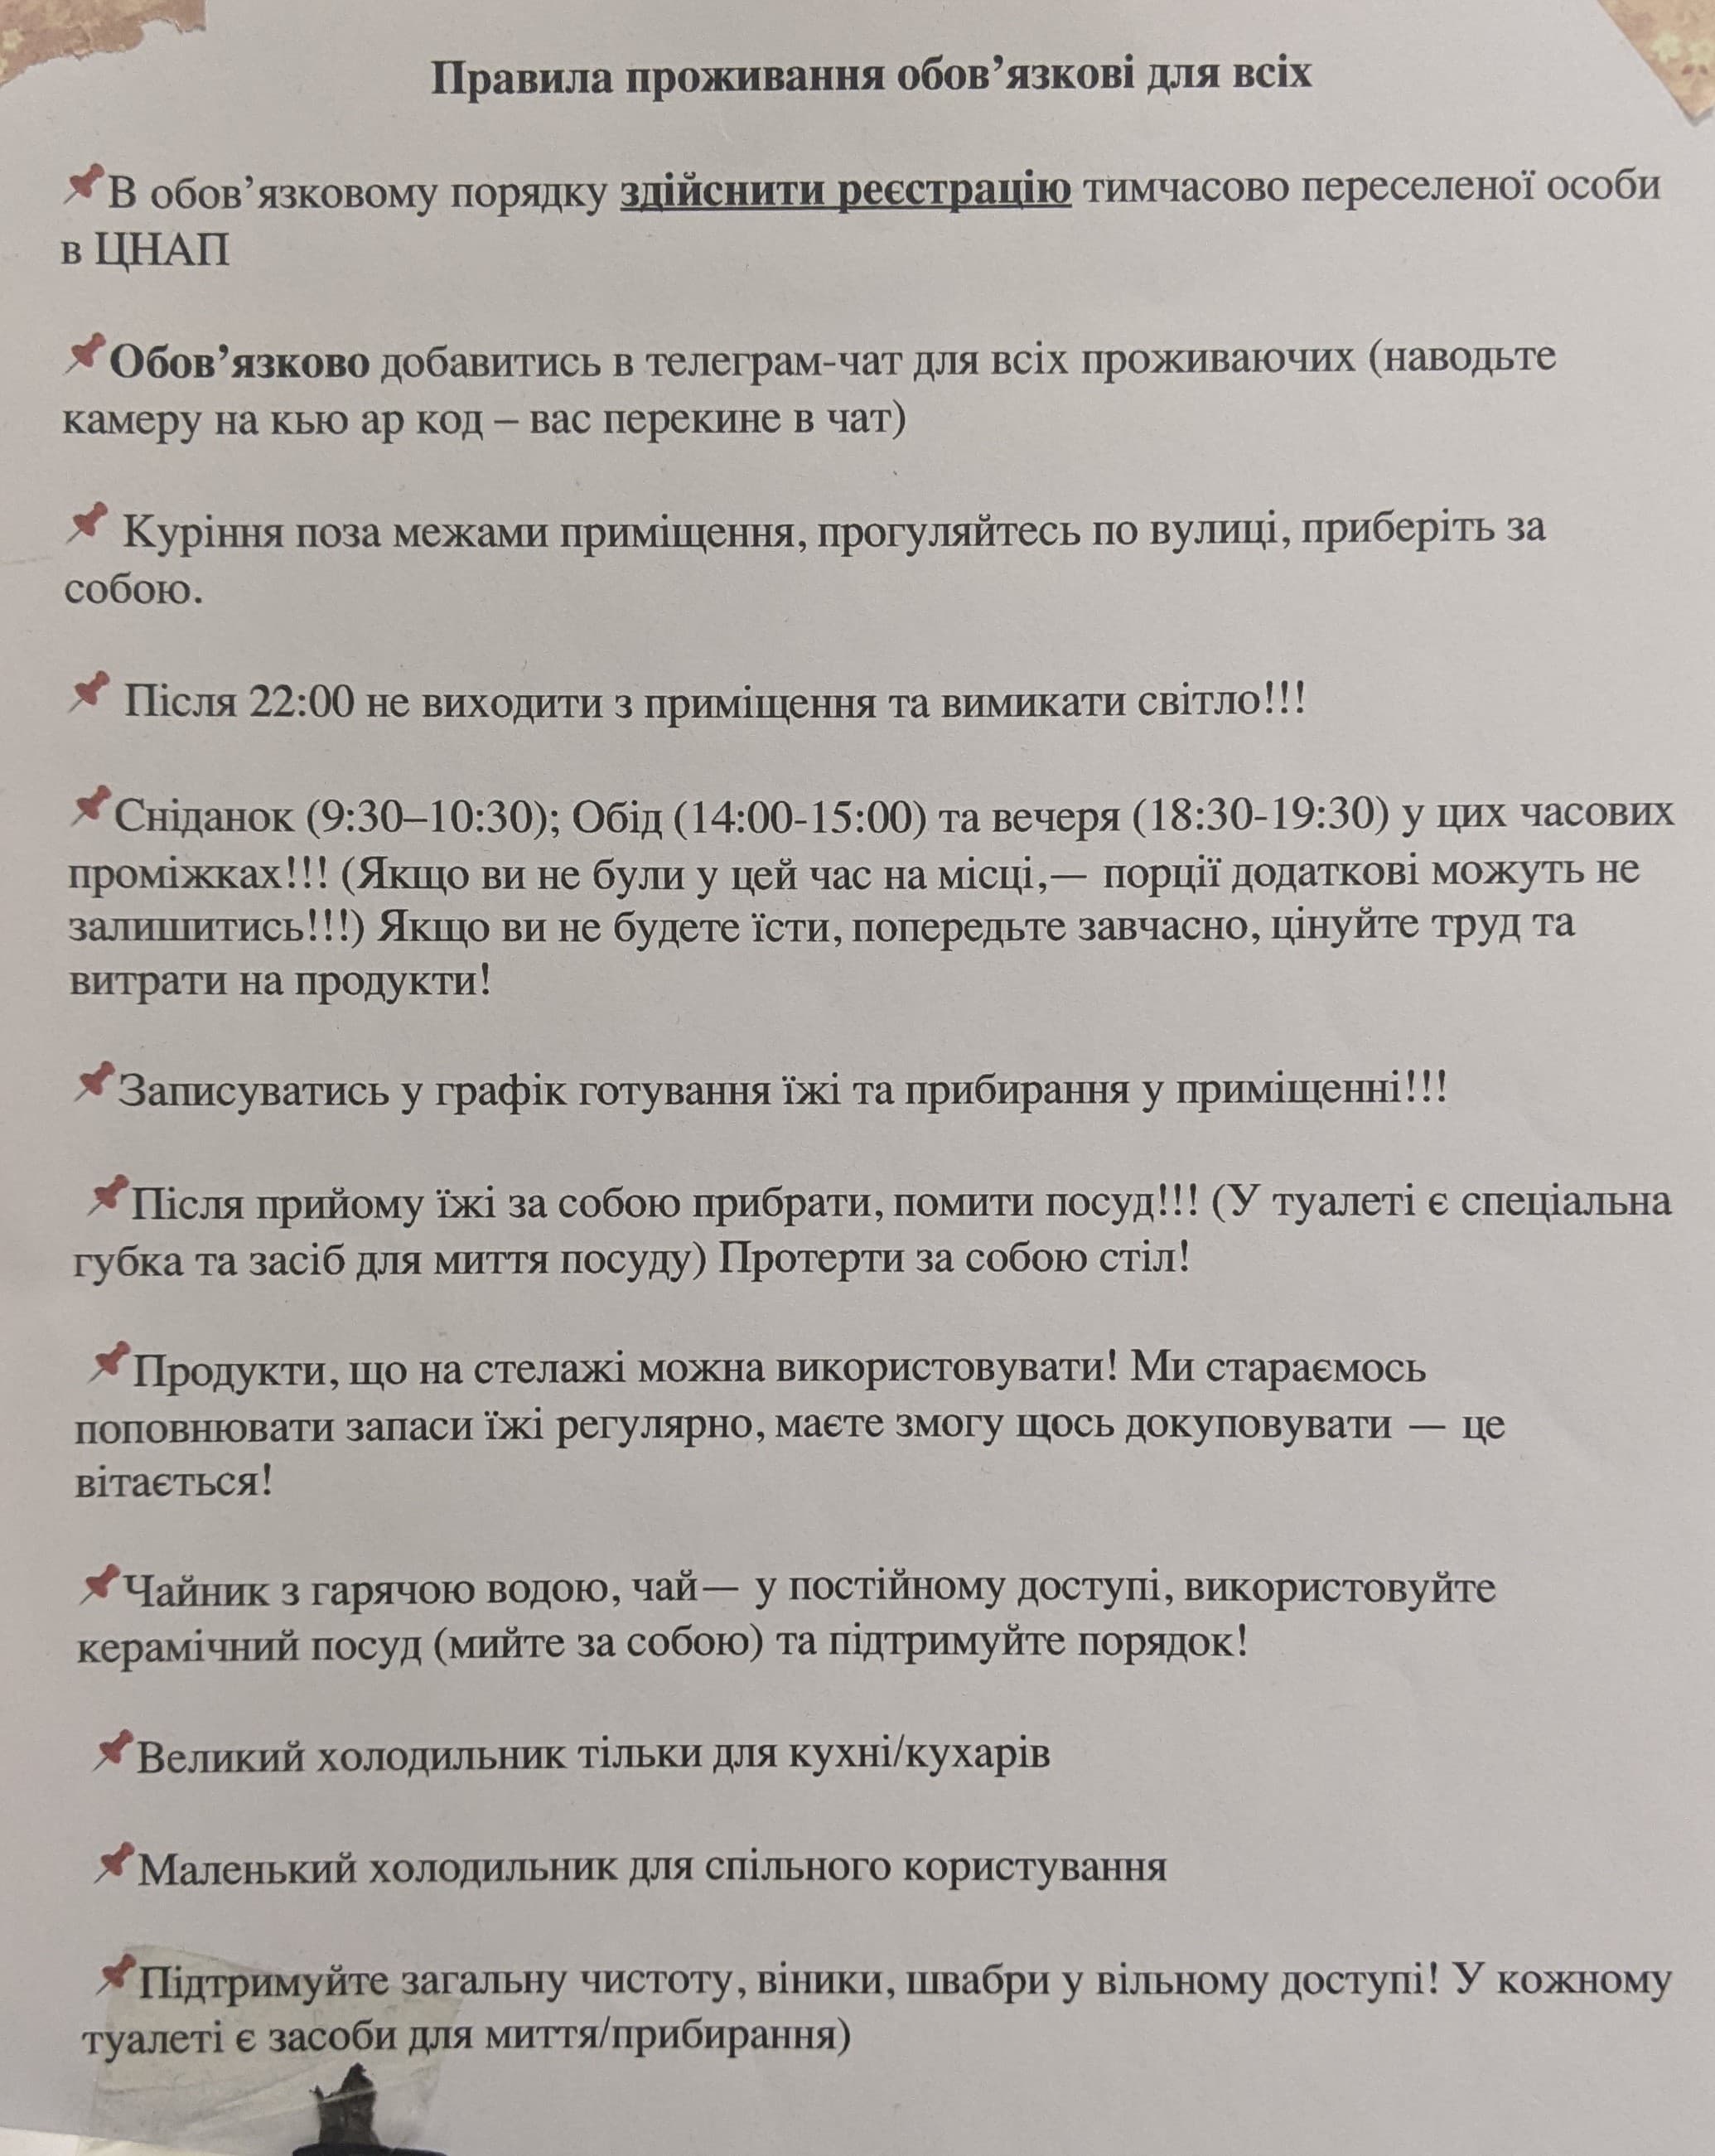 Правила проживання обов’язкові для всіх
📌В обов’язковому порядку здійснити реєстрацію тимчасово переселеної особи
в ЦНАП
📌Обов’язково добавитись в телеграм-чат для всіх проживаючих (наводьте
камеру на кью ар код – вас перекине в чат)
📌 Куріння поза межами приміщення, прогуляйтесь по вулиці, приберіть за
собою.
📌 Після 22:00 не виходити з приміщення та вимикати світло!!!
📌Сніданок (9:30–10:30); Обід (14:00-15:00) та вечеря (18:30-19:30) у цих часових
проміжках!!! (Якщо ви не були у цей час на місці,— порції додаткові можуть не
залишитись!!!) Якщо ви не будете їсти, попередьте завчасно, цінуйте труд та
витрати на продукти!
📌Записуватись у графік готування їжі та прибирання у приміщенні!!!
📌Після прийому їжі за собою прибрати, помити посуд!!! (У туалеті є спеціальна
губка та засіб для миття посуду) Протерти за собою стіл!
📌Продукти, що на стелажі можна використовувати! Ми стараємось
поповнювати запаси їжі регулярно, маєте змогу щось докуповувати — це
вітається!
📌Чайник з гарячою водою, чай— у постійному доступі, використовуйте
керамічний посуд (мийте за собою) та підтримуйте порядок!
📌Великий холодильник тільки для кухні/кухарів
📌Маленький холодильник для спільного користування
📌Підтримуйте загальну чистоту, віники, швабри у вільному доступі! У кожному
туалеті є засоби для миття/прибирання)